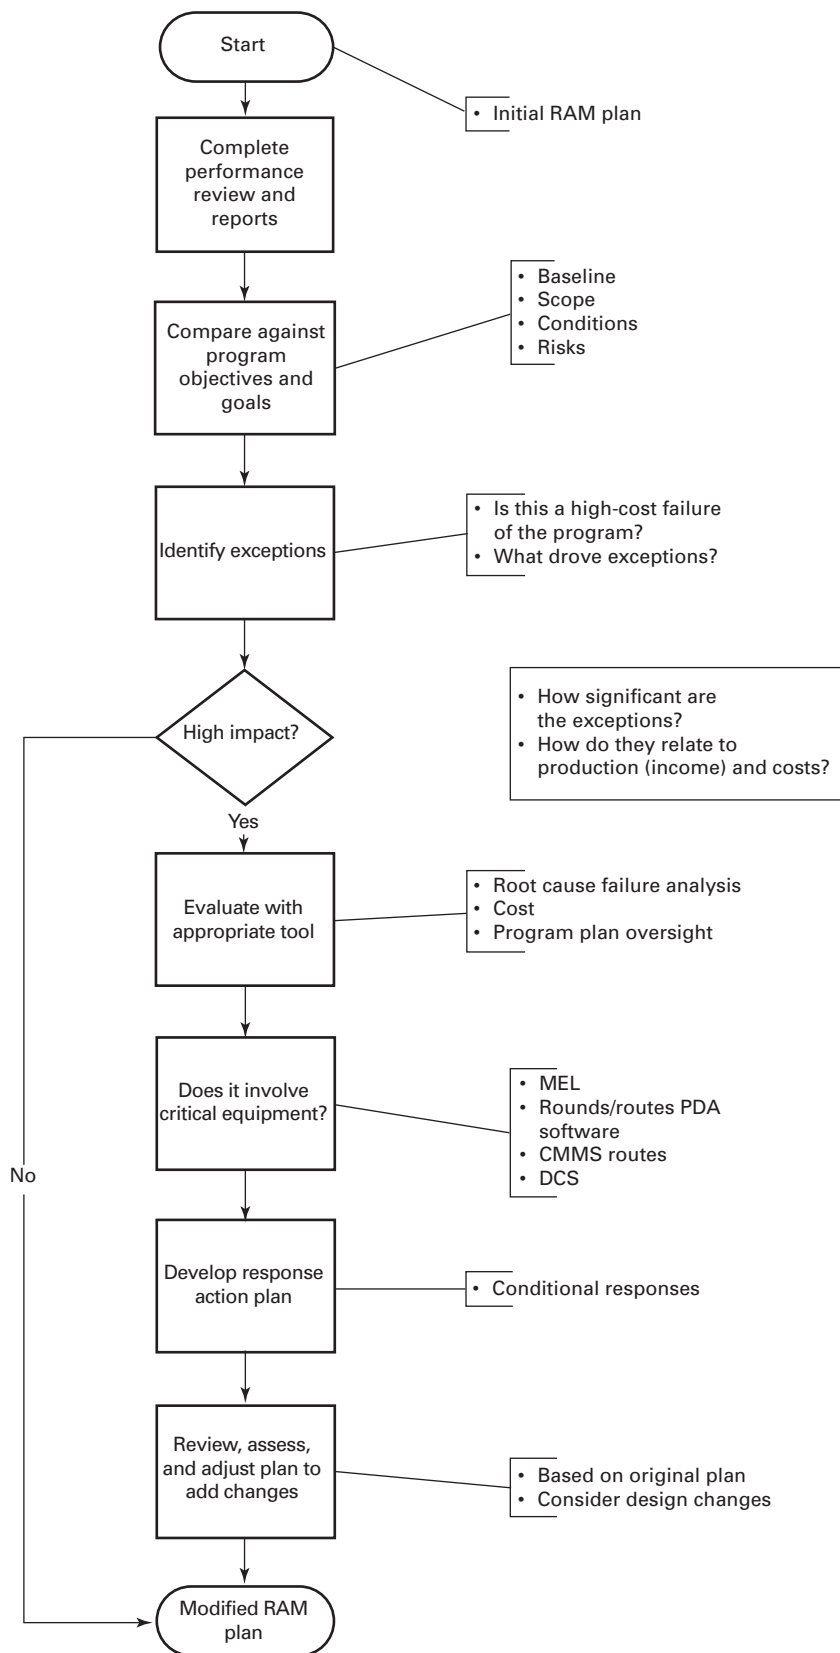 Start
• Initial RAM plan
Complete
performance
review and
reports
• Baseline
• Scope
• Conditions
• Risks
Compare against
program
objectives and
goals
• Is this a high-cost failure
of the program?
• What drove exceptions?
Identify exceptions
• How significant are
the exceptions?
• How do they relate to
production (income) and costs?
High impact?
Yes
• Root cause failure analysis
• Cost
• Program plan oversight
Evaluate with
appropriate tool
• MEL
• Rounds/routes PDA
software
• CMMS routes
• DCS
Does it involve
critical equipment?
No
Develop response
action plan
• Conditional responses
Review, assess,
and adjust plan to
add changes
• Based on original plan
• Consider design changes
Modified RAM
plan